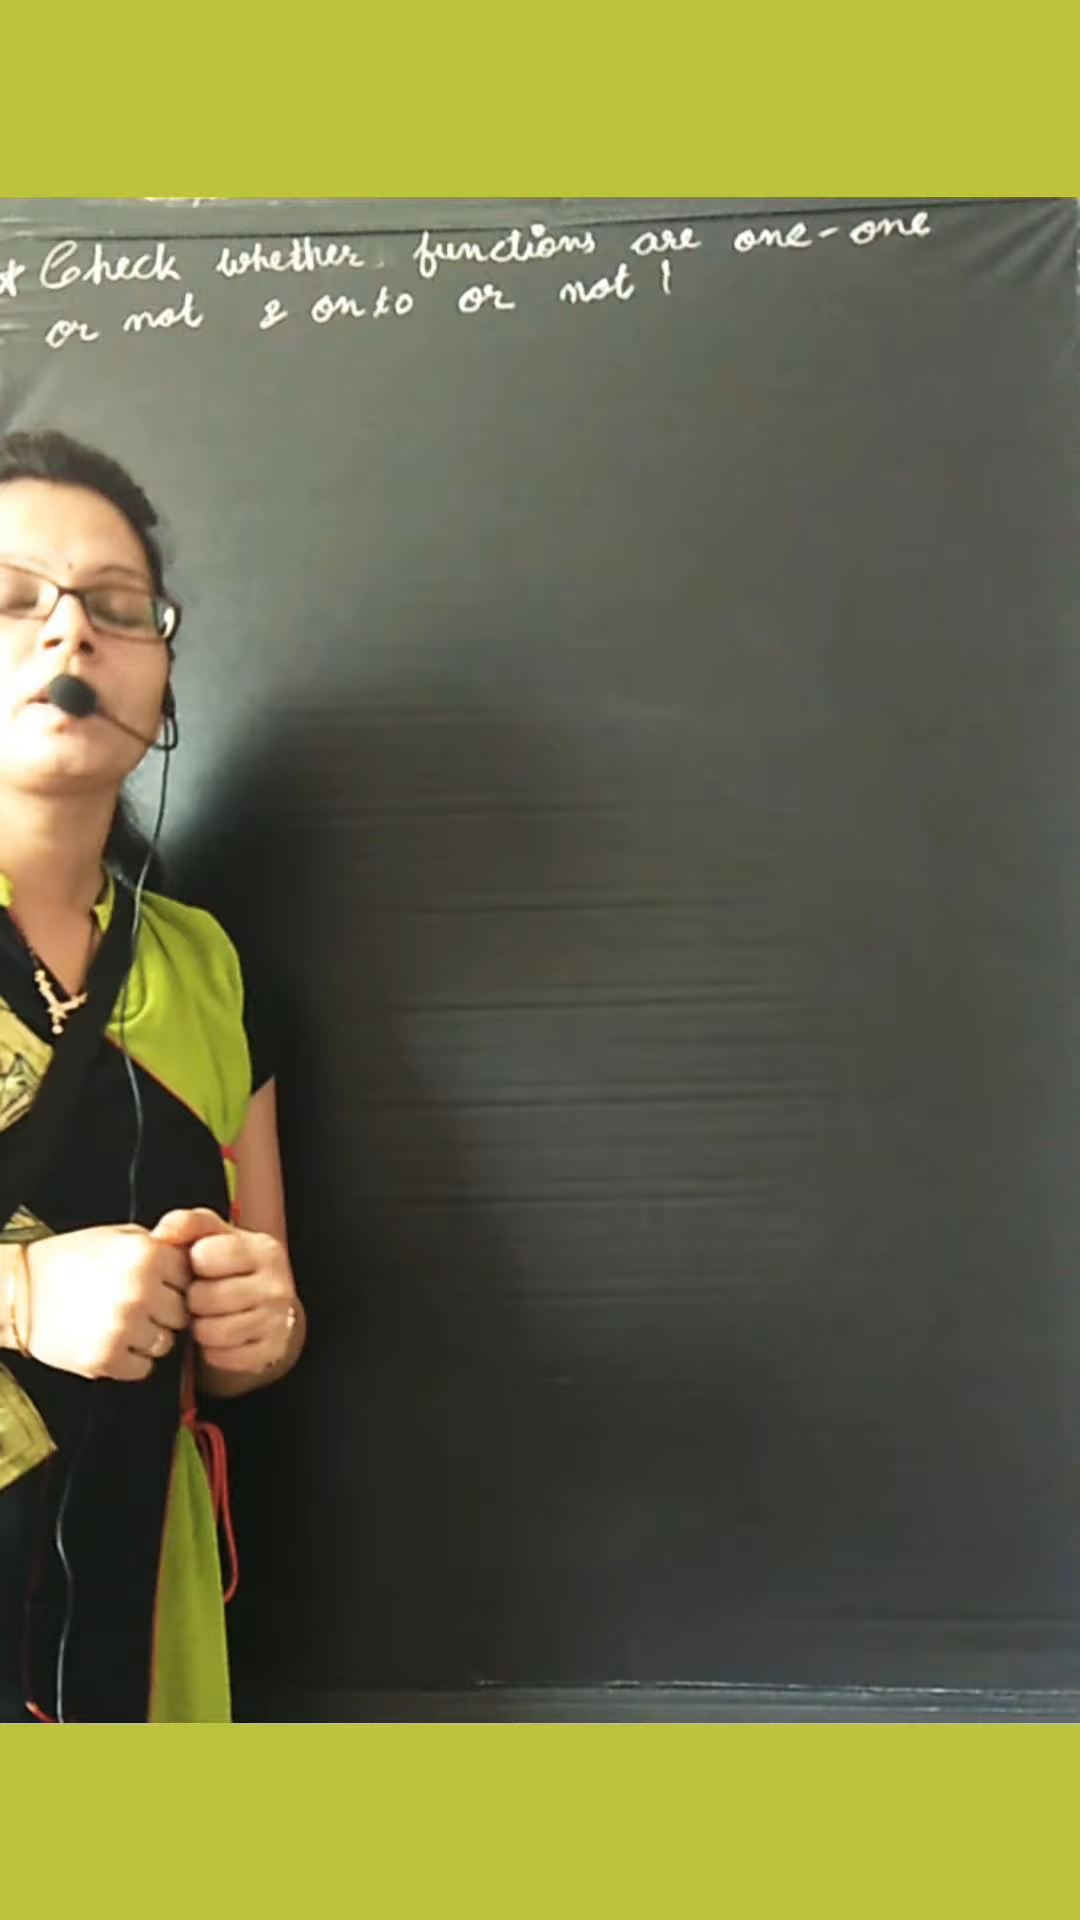 * Check whether functions are one-one
or not & onto or not !